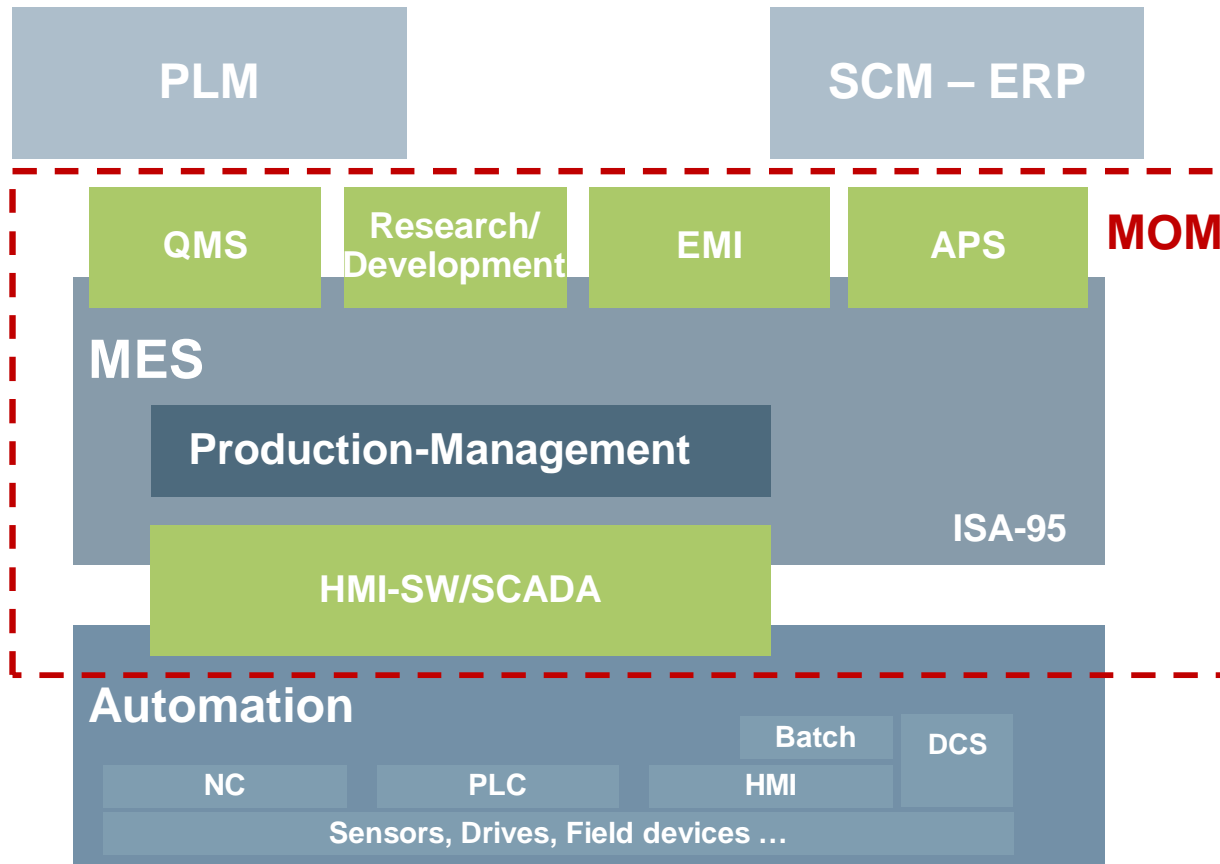 PLM
SCM – ERP
QMS
Research/
Development
EMI
APS
MOM
MES
Production-Management
ISA-95
HMI-SW/SCADA
Automation
Batch
DCS
NC
PLC
HMI
Sensors, Drives, Field devices …